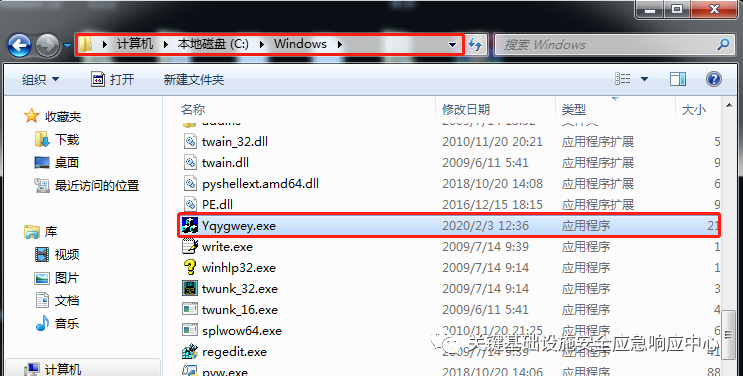 计算机 本地磁盘 (C:) Windows 搜索 Windows
组织 打开 新建文件夹
名称 修改日期 类型 大小
收藏夹
下载
桌面
最近访问的位置
库
视频
图片
文档
音乐
计算机
addins
twain_32.dll 2010/11/20 20:21 应用程序扩展 5
twain.dll 2009/6/11 5:41 应用程序扩展 9
pyshellext.amd64.dll 2018/10/20 14:08 应用程序扩展 6
PE.dll 2016/12/15 18:15 应用程序扩展 9
Yqygwey.exe 2020/2/3 12:36 应用程序 21
write.exe 2009/7/14 9:39 应用程序 1
winhlp32.exe 2009/7/14 9:14 应用程序 1
twunk_32.exe 2009/7/14 9:14 应用程序 3
twunk_16.exe 2009/6/11 5:41 应用程序 4
splwow64.exe 2010/11/20 21:25
regedit.exe 2009/7/14 9:39 应用程序 41
pyw.exe 2018/10/20 14:08 应用程序 88
关键基础设施安全应急响应中心